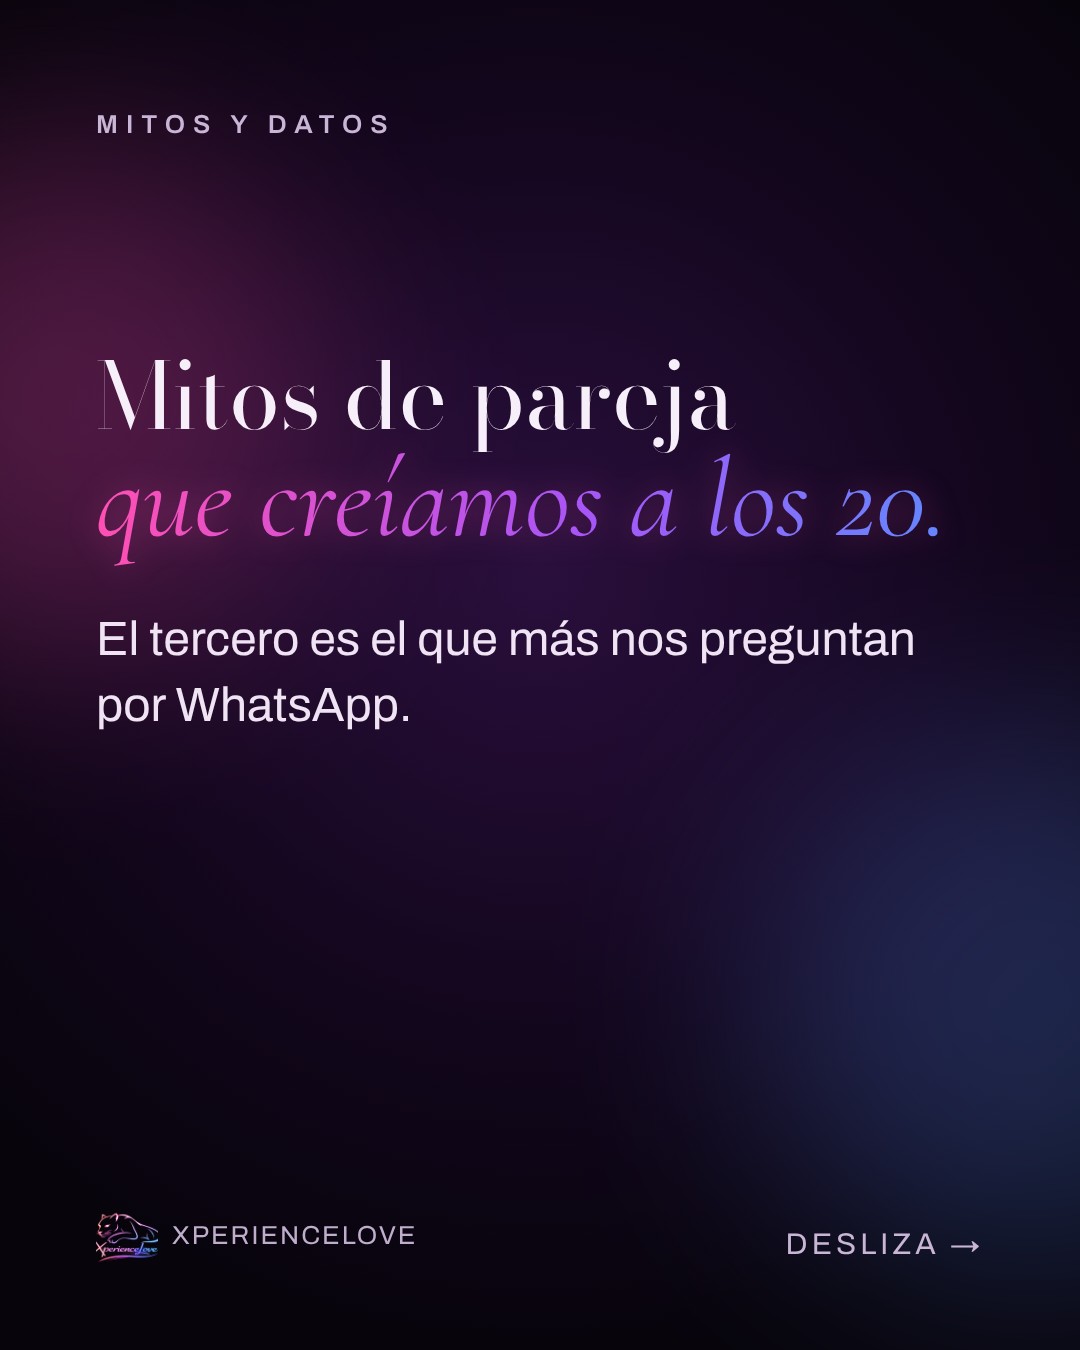 MITOS Y DATOS
Mitos de pareja
que creíamos a los 20.
El tercero es el que más nos preguntan
por WhatsApp.
XperienceLove
XPERIENCELOVE
DESLIZA →